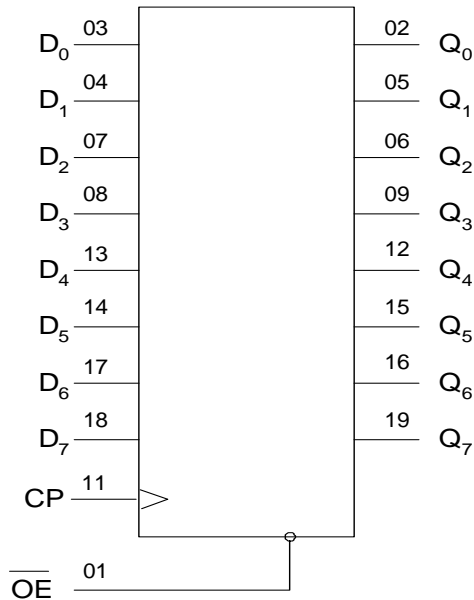 D0 03 02 Q0
D1 04 05 Q1
D2 07 06 Q2
D3 08 09 Q3
D4 13 12 Q4
D5 14 15 Q5
D6 17 16 Q6
D7 18 19 Q7
CP 11
O̅E̅ 01